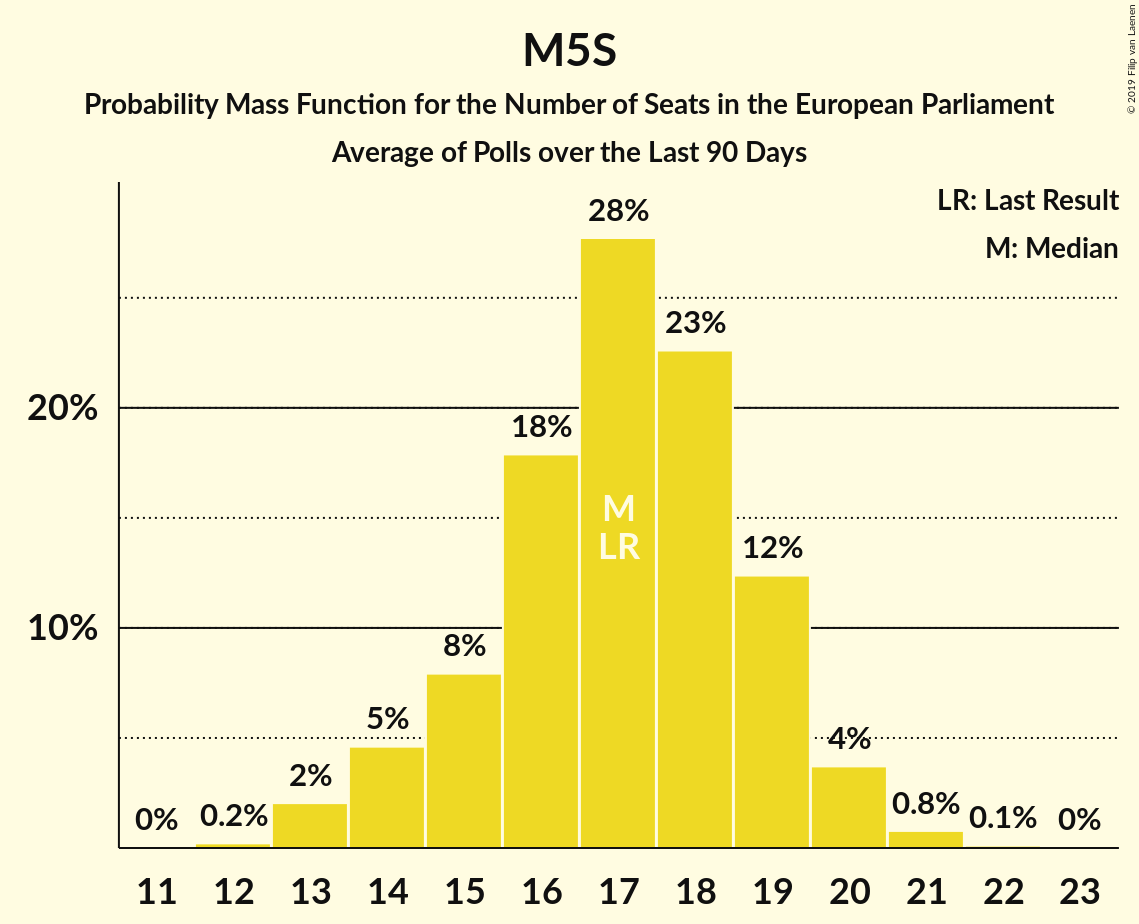 M5S
Probability Mass Function for the Number of Seats in the European Parliament
Average of Polls over the Last 90 Days
© 2019 Filip van Laenen
LR: Last Result
M: Median
28%
23%
20%
18%
M
LR
12%
10%
8%
5%
4%
2%
0%
0.2%
0.8%
0.1%
0%
11 12 13 14 15 16 17 18 19 20 21 22 23